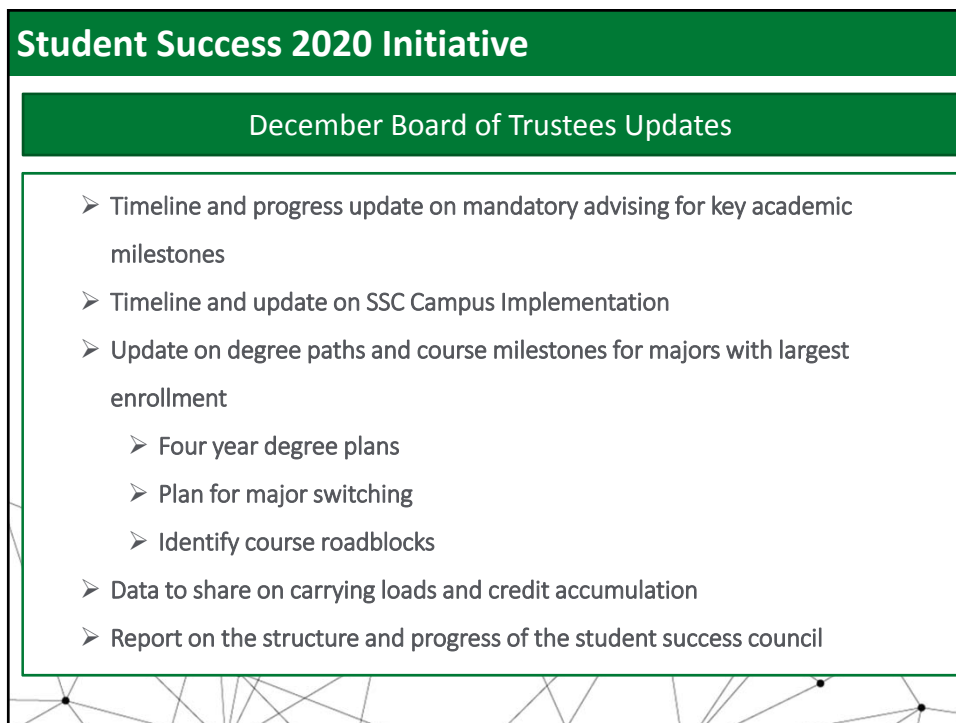 Student Success 2020 Initiative
December Board of Trustees Updates
➢ Timeline and progress update on mandatory advising for key academic
milestones
➢ Timeline and update on SSC Campus Implementation
➢ Update on degree paths and course milestones for majors with largest
enrollment
➢ Four year degree plans
➢ Plan for major switching
➢ Identify course roadblocks
➢ Data to share on carrying loads and credit accumulation
➢ Report on the structure and progress of the student success council